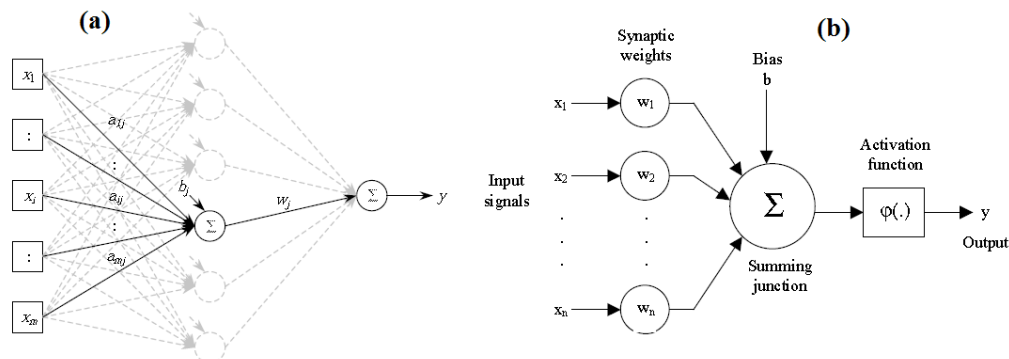 (a)
x1
:
xi
:
xm
a1j
:
aij
:
amj
bj
Σ
wj
Σ
y
(b)
Synaptic
weights
Bias
b
x1
w1
Activation
function
Input
signals
x2
w2
Σ
φ(.)
y
Output
.
.
.
.
Summing
junction
xn
wn